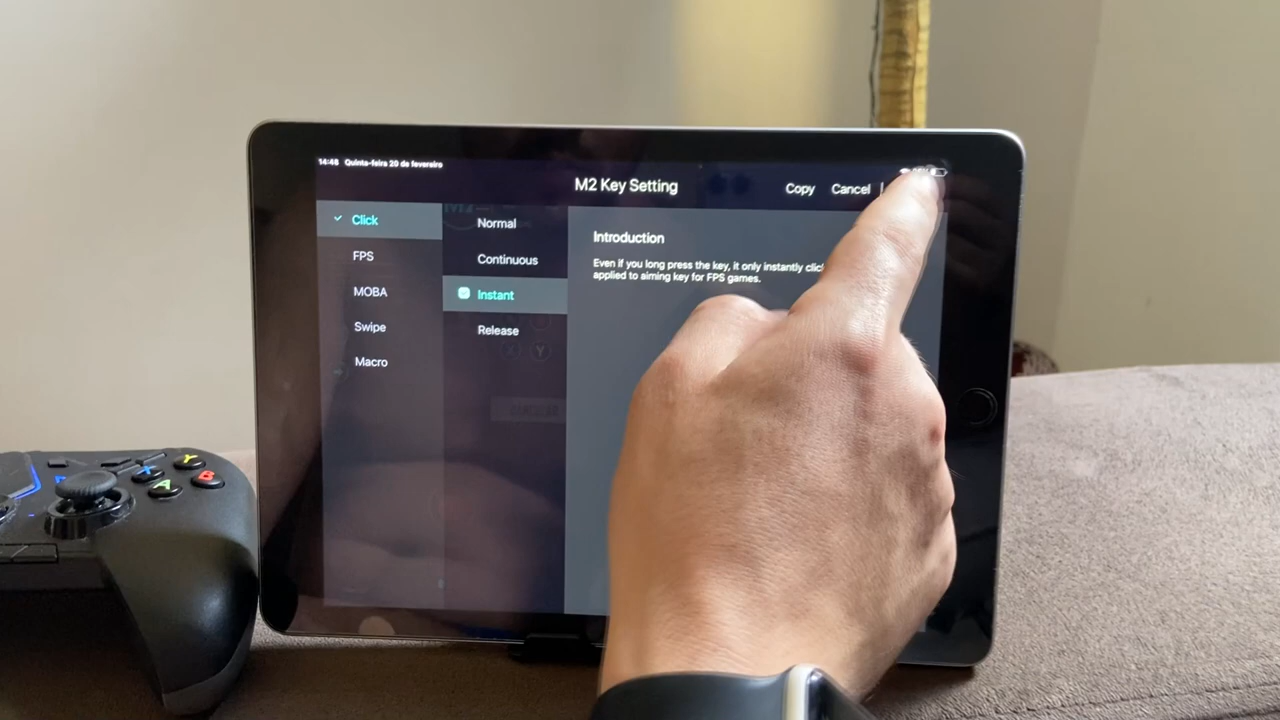 14:48 Quinta-feira 20 de fevereiro
M2 Key Setting
Copy
Cancel
Click
FPS
MOBA
Swipe
Macro
Normal
Continuous
Instant
Release
Introduction
Even if you long press the key, it only instantly
applied to aiming key for FPS games.
X Y
Y
X
B
A